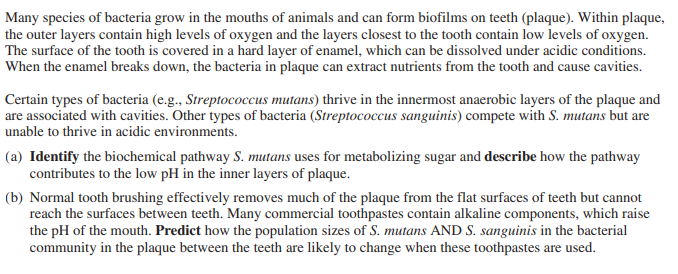 Many species of bacteria grow in the mouths of animals and can form biofilms on teeth (plaque). Within plaque,
the outer layers contain high levels of oxygen and the layers closest to the tooth contain low levels of oxygen.
The surface of the tooth is covered in a hard layer of enamel, which can be dissolved under acidic conditions.
When the enamel breaks down, the bacteria in plaque can extract nutrients from the tooth and cause cavities.
Certain types of bacteria (e.g., Streptococcus mutans) thrive in the innermost anaerobic layers of the plaque and
are associated with cavities. Other types of bacteria (Streptococcus sanguinis) compete with S. mutans but are
unable to thrive in acidic environments.
(a) Identify the biochemical pathway S. mutans uses for metabolizing sugar and describe how the pathway
contributes to the low pH in the inner layers of plaque.
(b) Normal tooth brushing effectively removes much of the plaque from the flat surfaces of teeth but cannot
reach the surfaces between teeth. Many commercial toothpastes contain alkaline components, which raise
the pH of the mouth. Predict how the population sizes of S. mutans AND S. sanguinis in the bacterial
community in the plaque between the teeth are likely to change when these toothpastes are used.